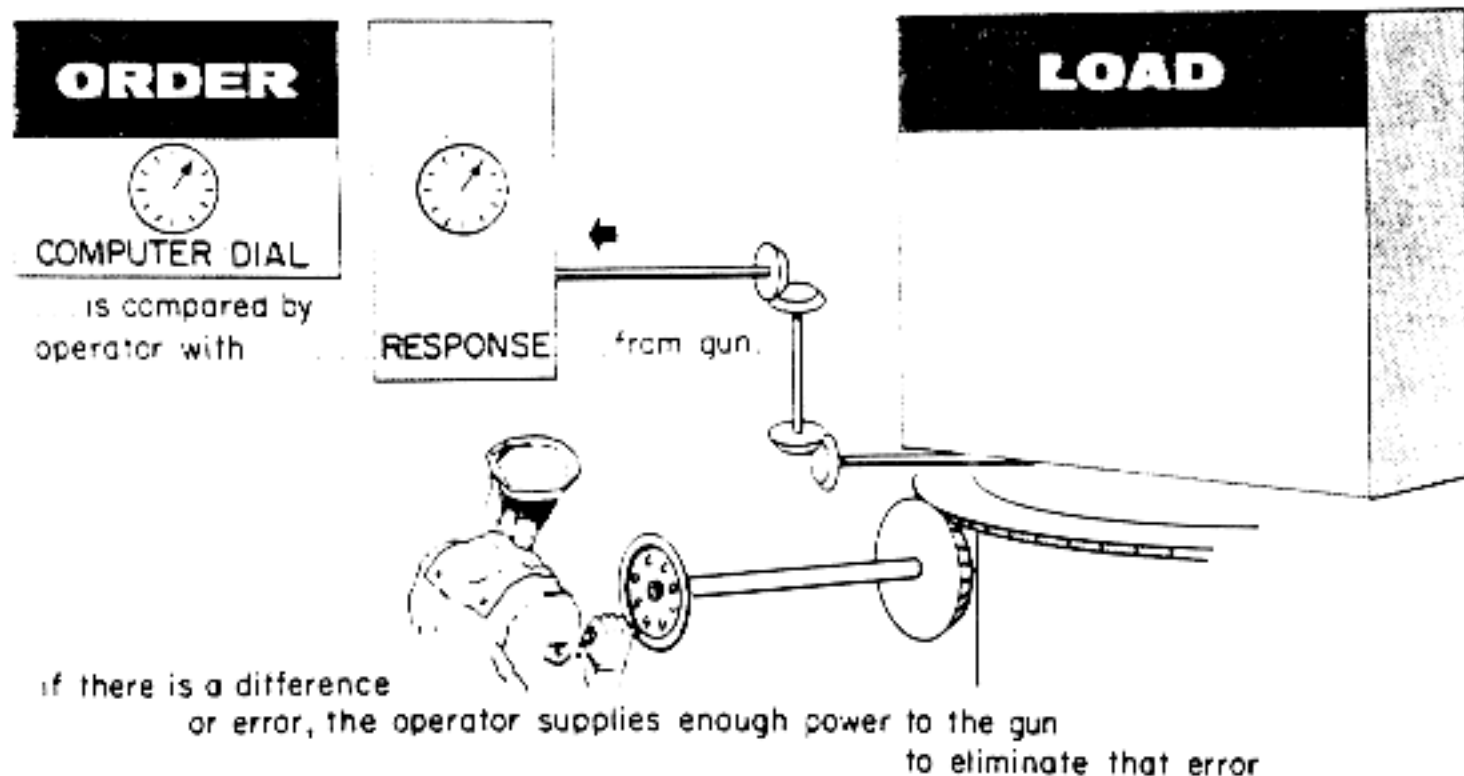 ORDER
LOAD
COMPUTER DIAL
... is compared by
operator with ... RESPONSE ... from gun.
if there is a difference
or error, the operator supplies enough power to the gun
to eliminate that error